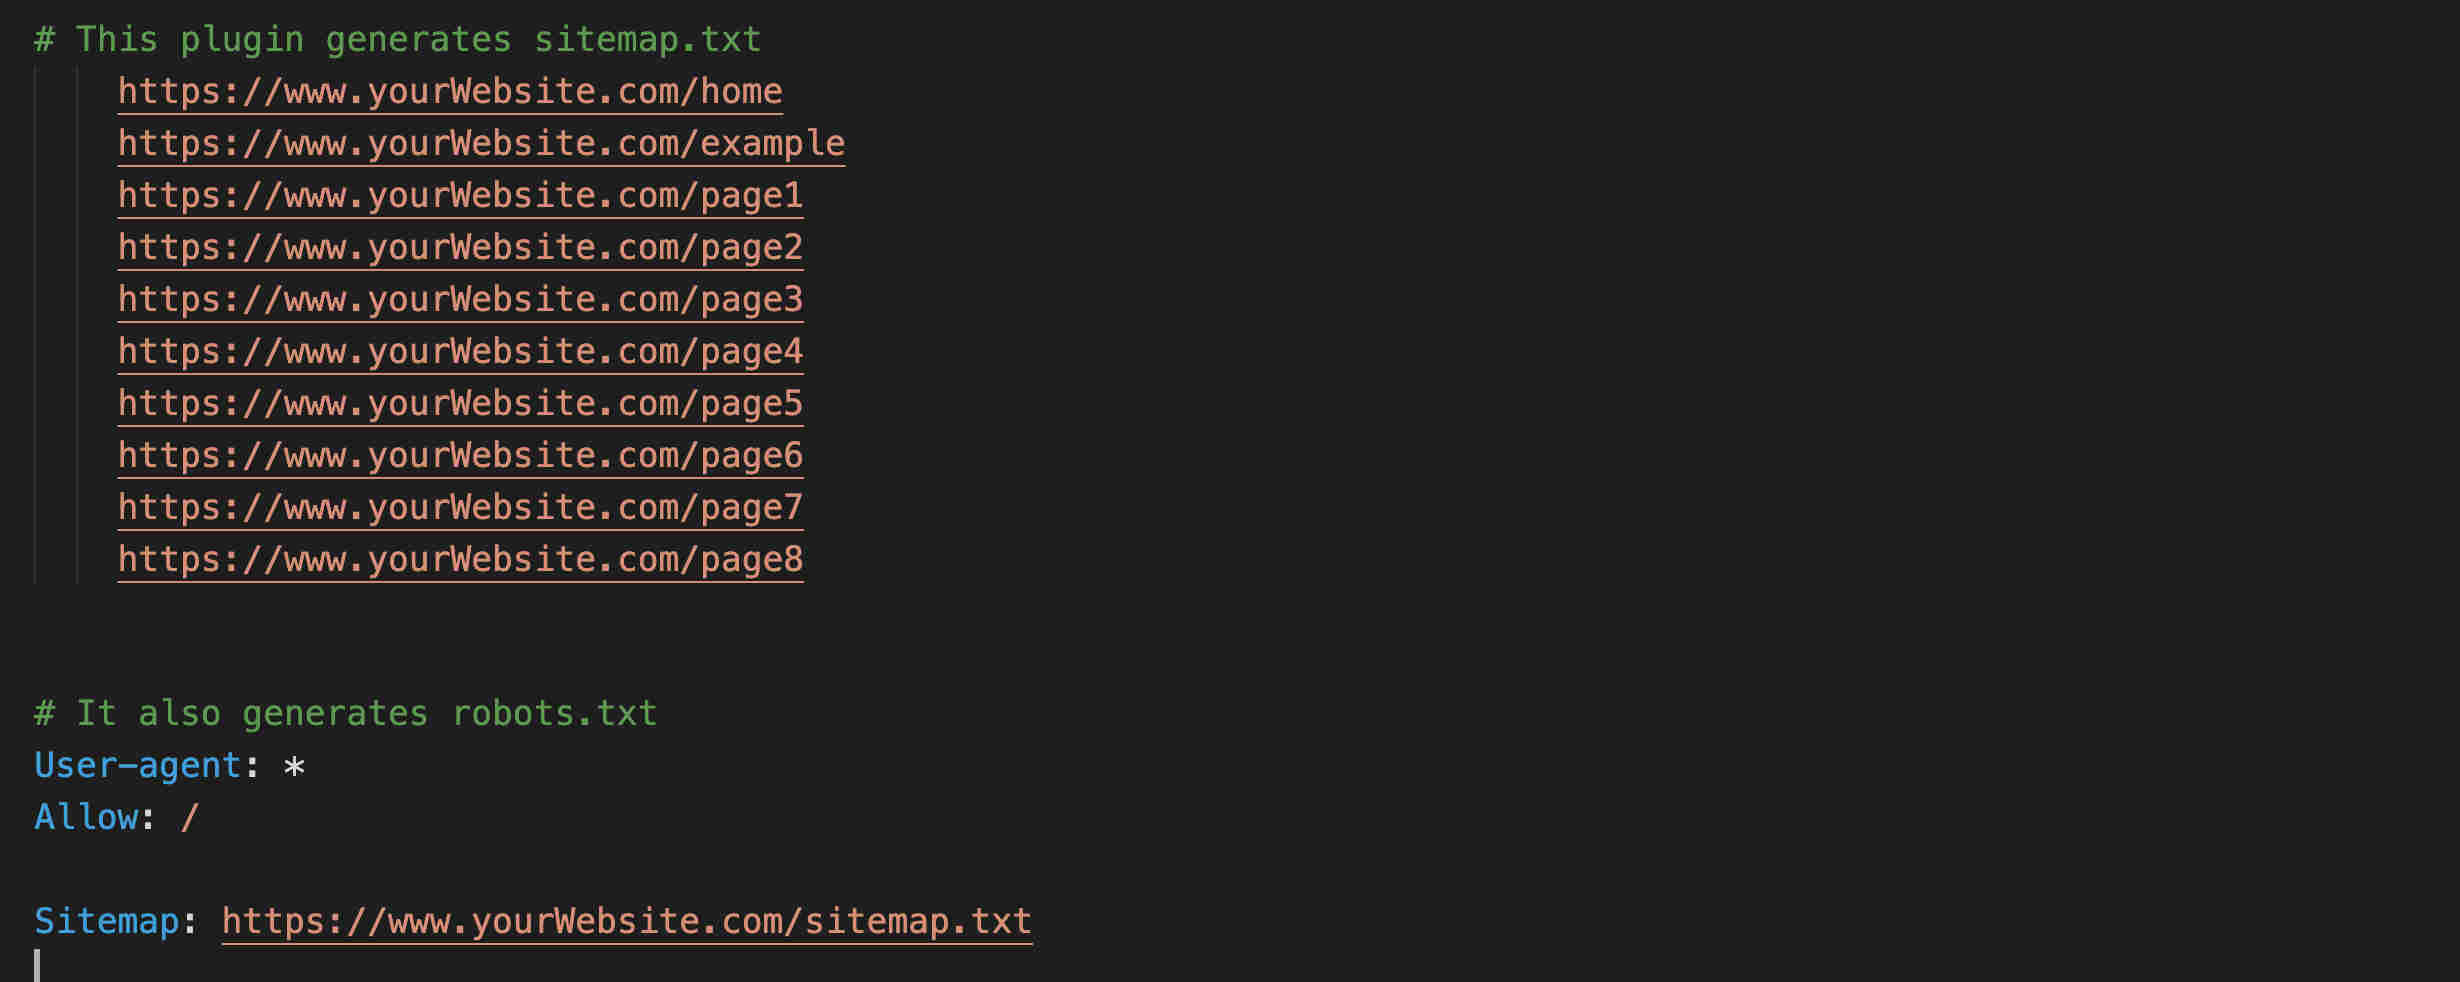 # This plugin generates sitemap.txt
https://www.yourWebsite.com/home
https://www.yourWebsite.com/example
https://www.yourWebsite.com/page1
https://www.yourWebsite.com/page2
https://www.yourWebsite.com/page3
https://www.yourWebsite.com/page4
https://www.yourWebsite.com/page5
https://www.yourWebsite.com/page6
https://www.yourWebsite.com/page7
https://www.yourWebsite.com/page8
# It also generates robots.txt
User-agent: *
Allow: /
Sitemap: https://www.yourWebsite.com/sitemap.txt